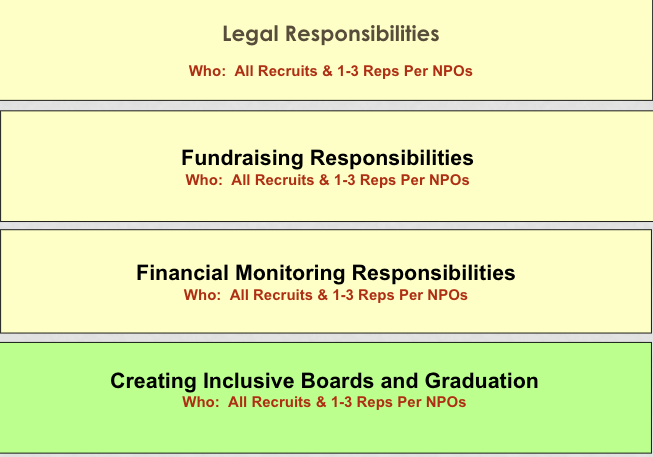 Legal Responsibilities
Who:  All Recruits & 1-3 Reps Per NPOs
Fundraising Responsibilities
Who:  All Recruits & 1-3 Reps Per NPOs
Financial Monitoring Responsibilities
Who:  All Recruits & 1-3 Reps Per NPOs
Creating Inclusive Boards and Graduation
Who:  All Recruits & 1-3 Reps Per NPOs